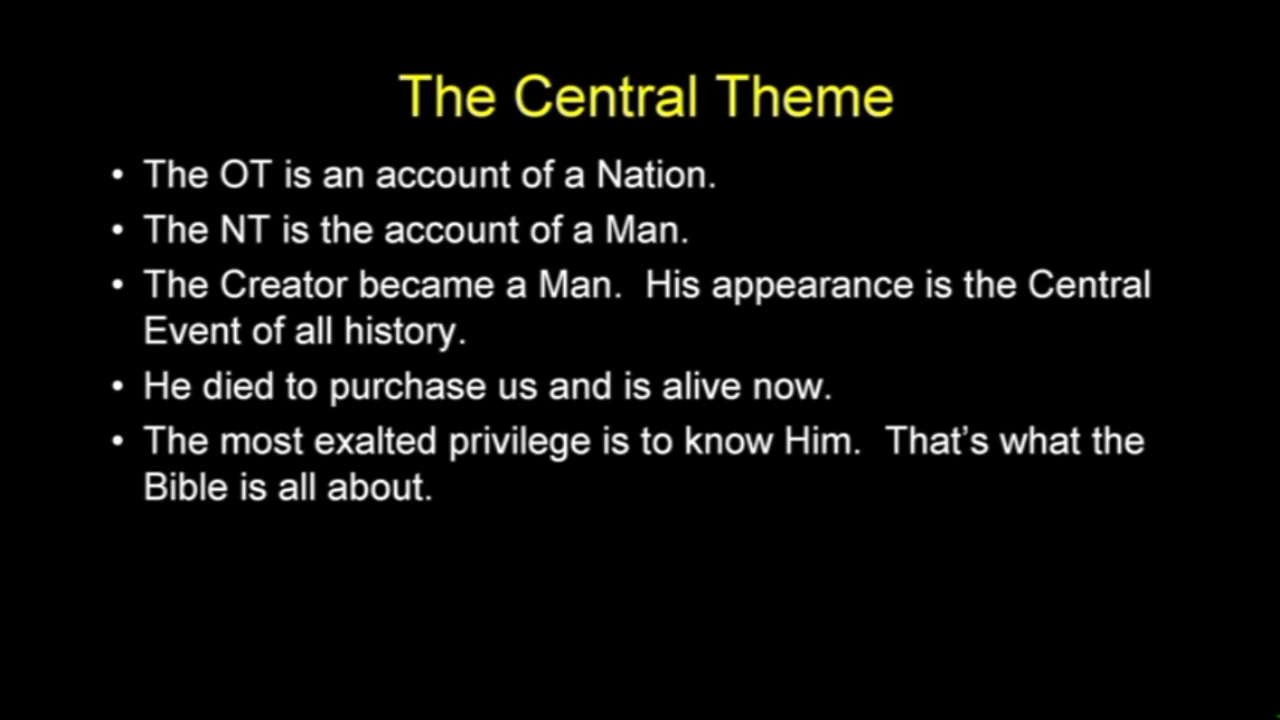 The Central Theme
• The OT is an account of a Nation.
• The NT is the account of a Man.
• The Creator became a Man.  His appearance is the Central
Event of all history.
• He died to purchase us and is alive now.
• The most exalted privilege is to know Him.  That’s what the
Bible is all about.